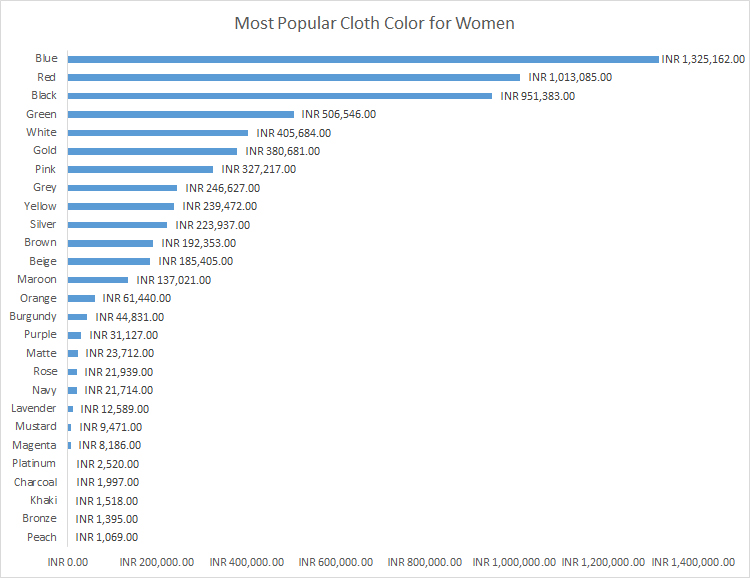 Most Popular Cloth Color for Women
Blue INR 1,325,162.00
Red INR 1,013,085.00
Black INR 951,383.00
Green INR 506,546.00
White INR 405,684.00
Gold INR 380,681.00
Pink INR 327,217.00
Grey INR 246,627.00
Yellow INR 239,472.00
Silver INR 223,937.00
Brown INR 192,353.00
Beige INR 185,405.00
Maroon INR 137,021.00
Orange INR 61,440.00
Burgundy INR 44,831.00
Purple INR 31,127.00
Matte INR 23,712.00
Rose INR 21,939.00
Navy INR 21,714.00
Lavender INR 12,589.00
Mustard INR 9,471.00
Magenta INR 8,186.00
Platinum INR 2,520.00
Charcoal INR 1,997.00
Khaki INR 1,518.00
Bronze INR 1,395.00
Peach INR 1,069.00
INR 0.00 INR 200,000.00 INR 400,000.00 INR 600,000.00 INR 800,000.00 INR 1,000,000.00 INR 1,200,000.00 INR 1,400,000.00